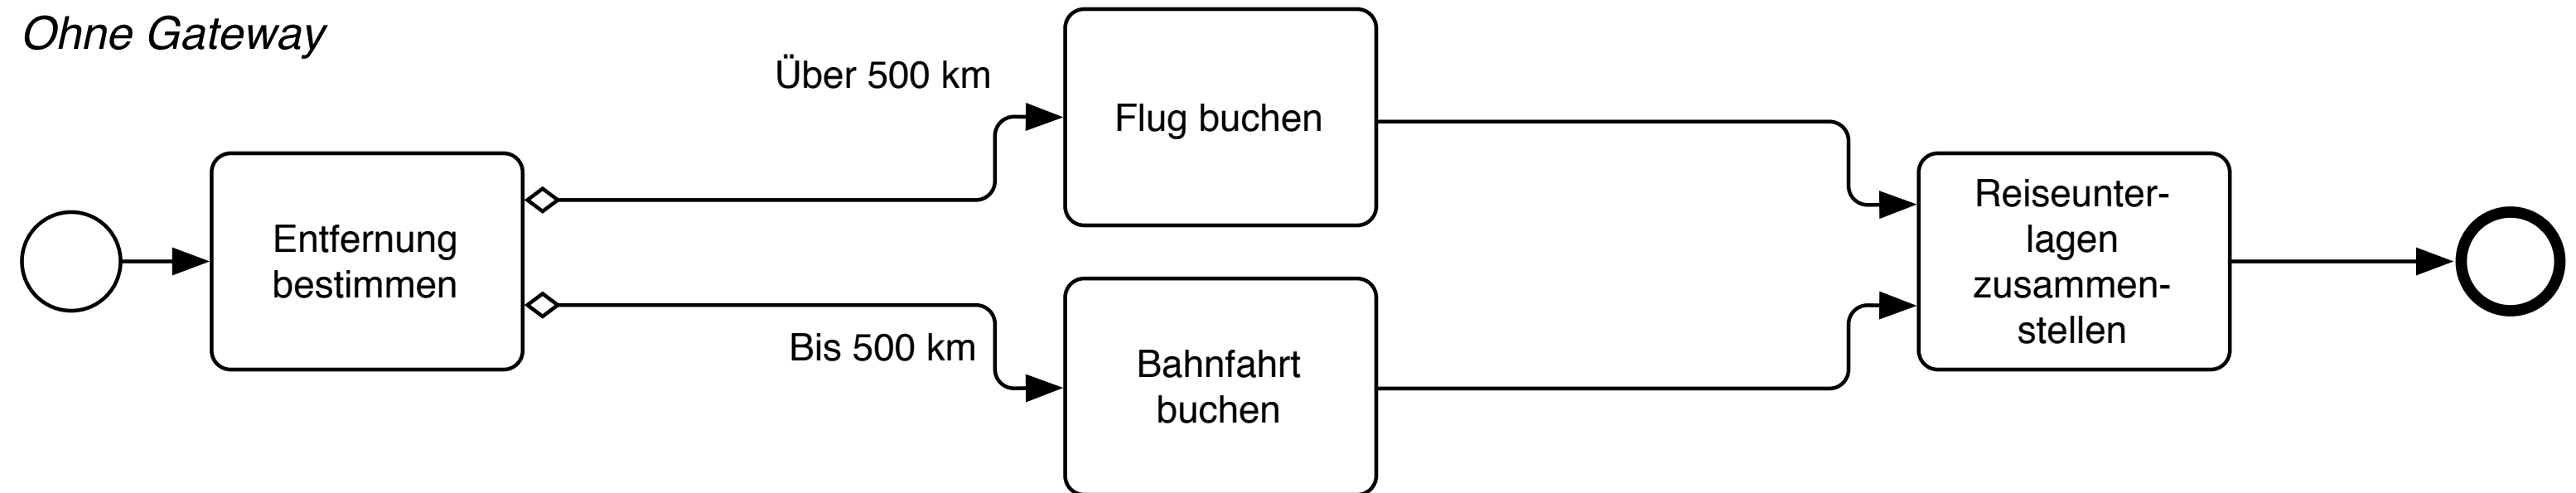 Ohne Gateway
Über 500 km
Flug buchen
Entfernung
bestimmen
Bis 500 km
Bahnfahrt
buchen
Reiseunter-
lagen
zusammen-
stellen